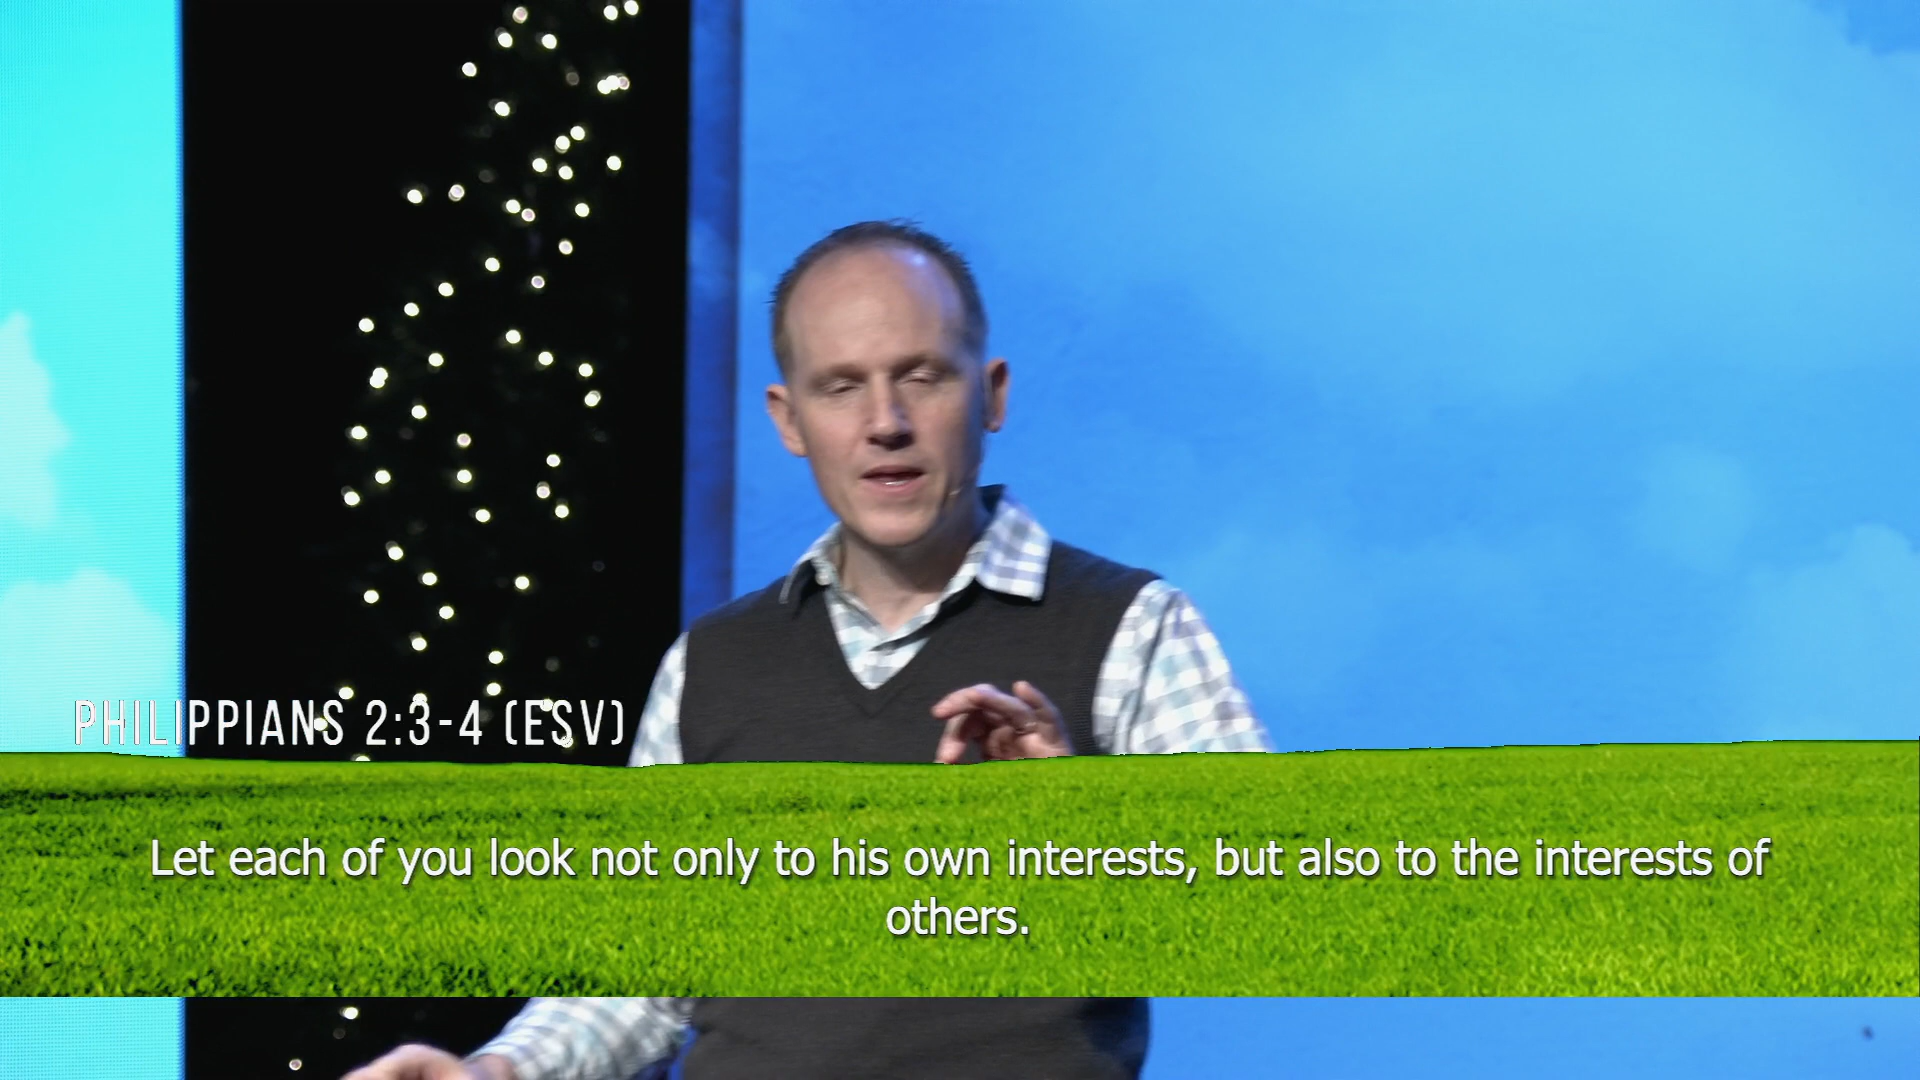 PHILIPPIANS 2:3-4 (ESV)
Let each of you look not only to his own interests, but also to the interests of
others.